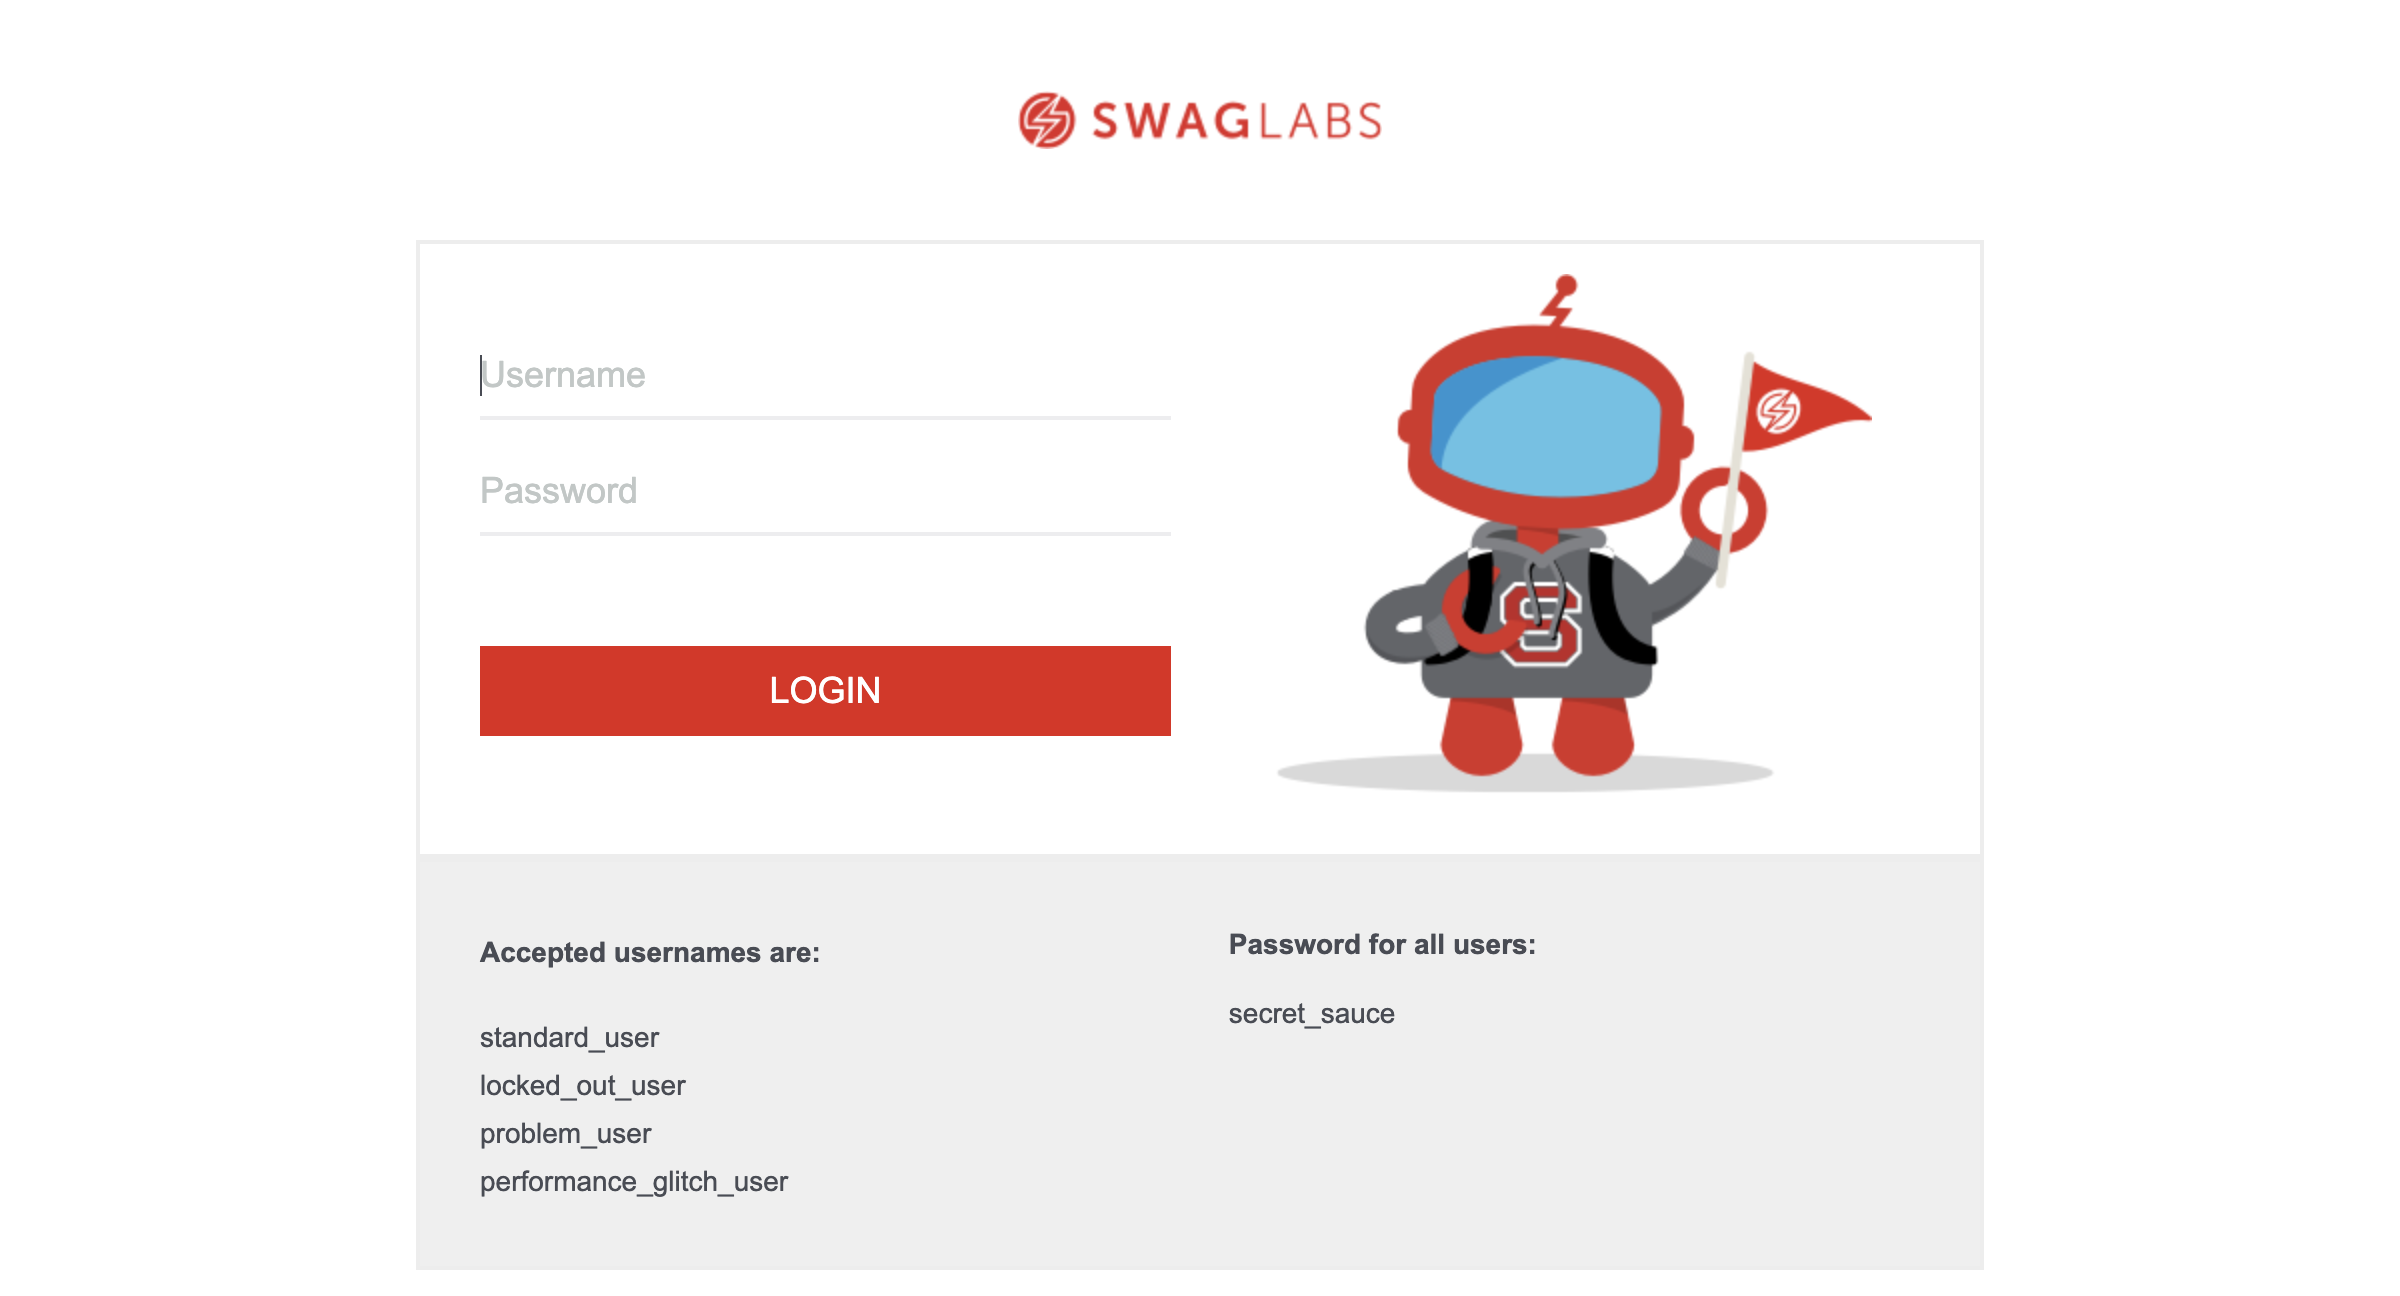 SWAGLABS
Username
Password
LOGIN
S
Accepted usernames are:
standard_user
locked_out_user
problem_user
performance_glitch_user
Password for all users:
secret_sauce